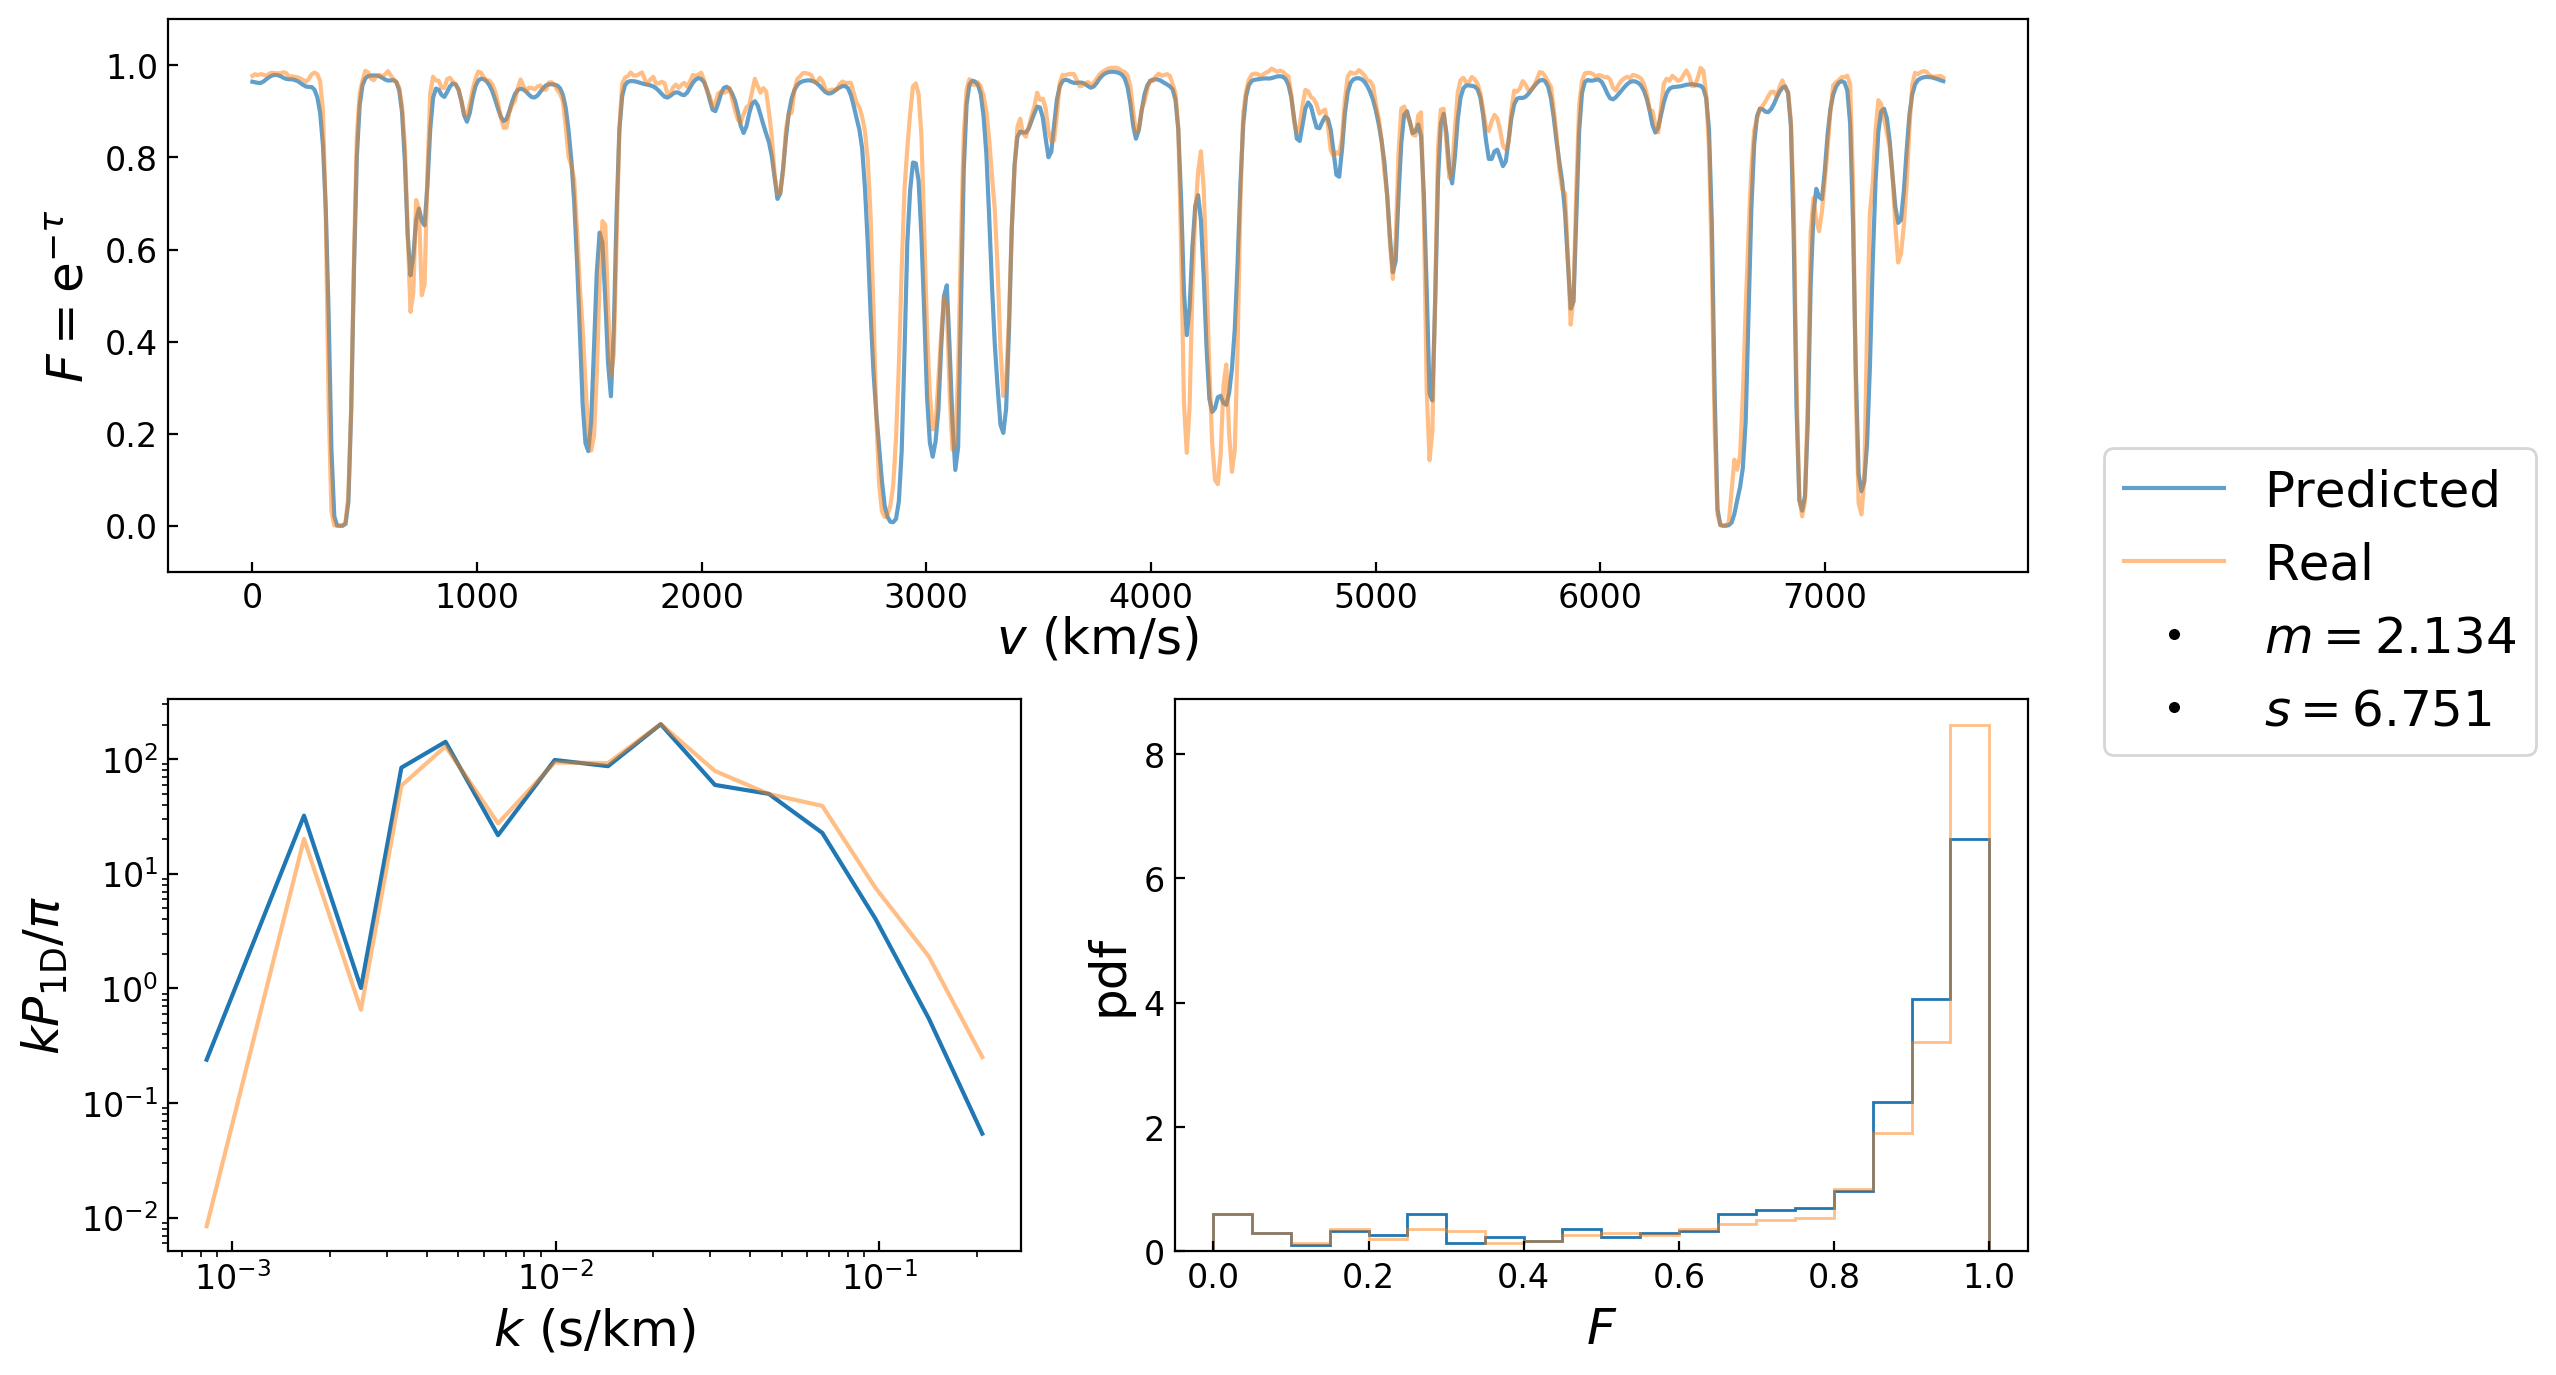 1.0
0.8
0.6
0.4
0.2
0.0
F = e^{-τ}
0 1000 2000 3000 4000 5000 6000 7000
v (km/s)
Predicted
Real
m = 2.134
s = 6.751
10^2
10^1
10^0
10^{-1}
10^{-2}
kP_{1D}/π
10^{-3} 10^{-2} 10^{-1}
k (s/km)
8
6
4
2
0
pdf
0.0 0.2 0.4 0.6 0.8 1.0
F